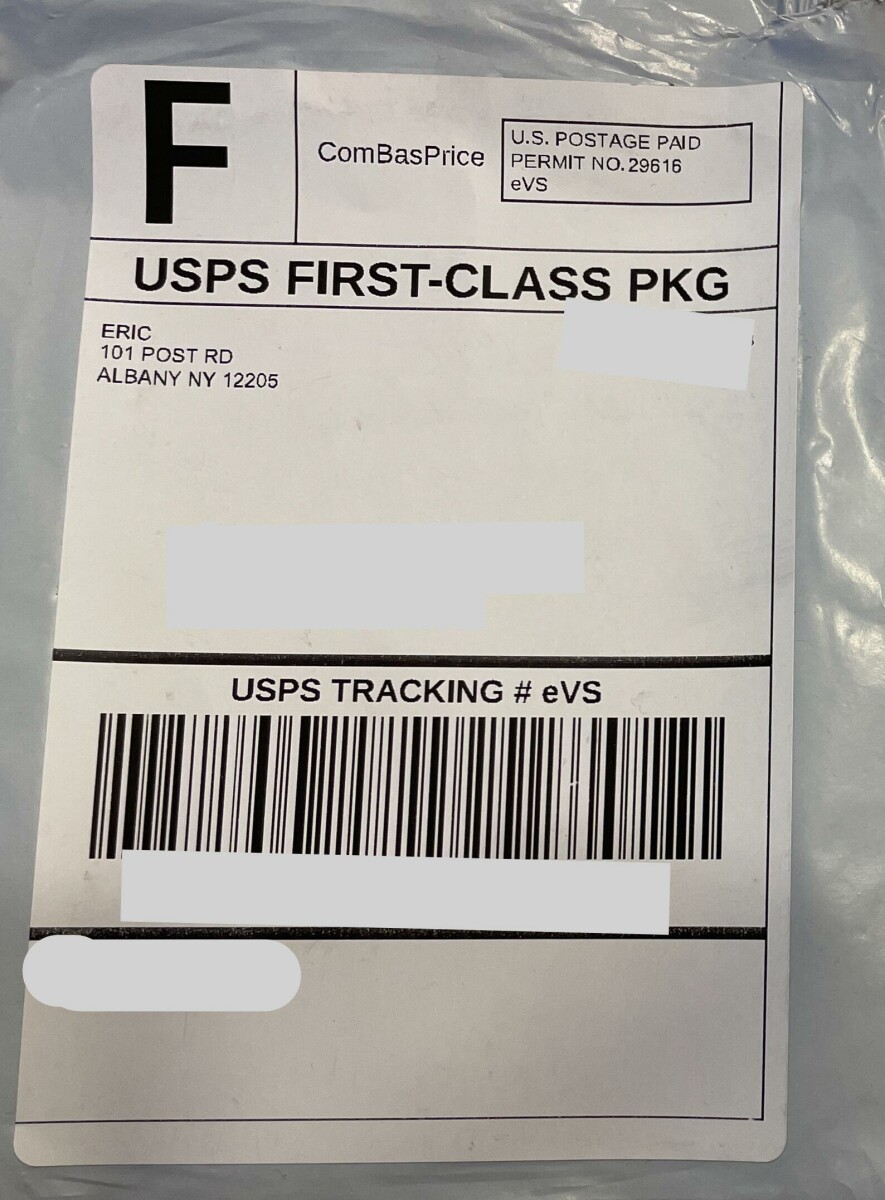 F
ComBasPrice
U.S. POSTAGE PAID
PERMIT NO. 29616
eVS
USPS FIRST-CLASS PKG
ERIC
101 POST RD
ALBANY NY 12205
USPS TRACKING # eVS